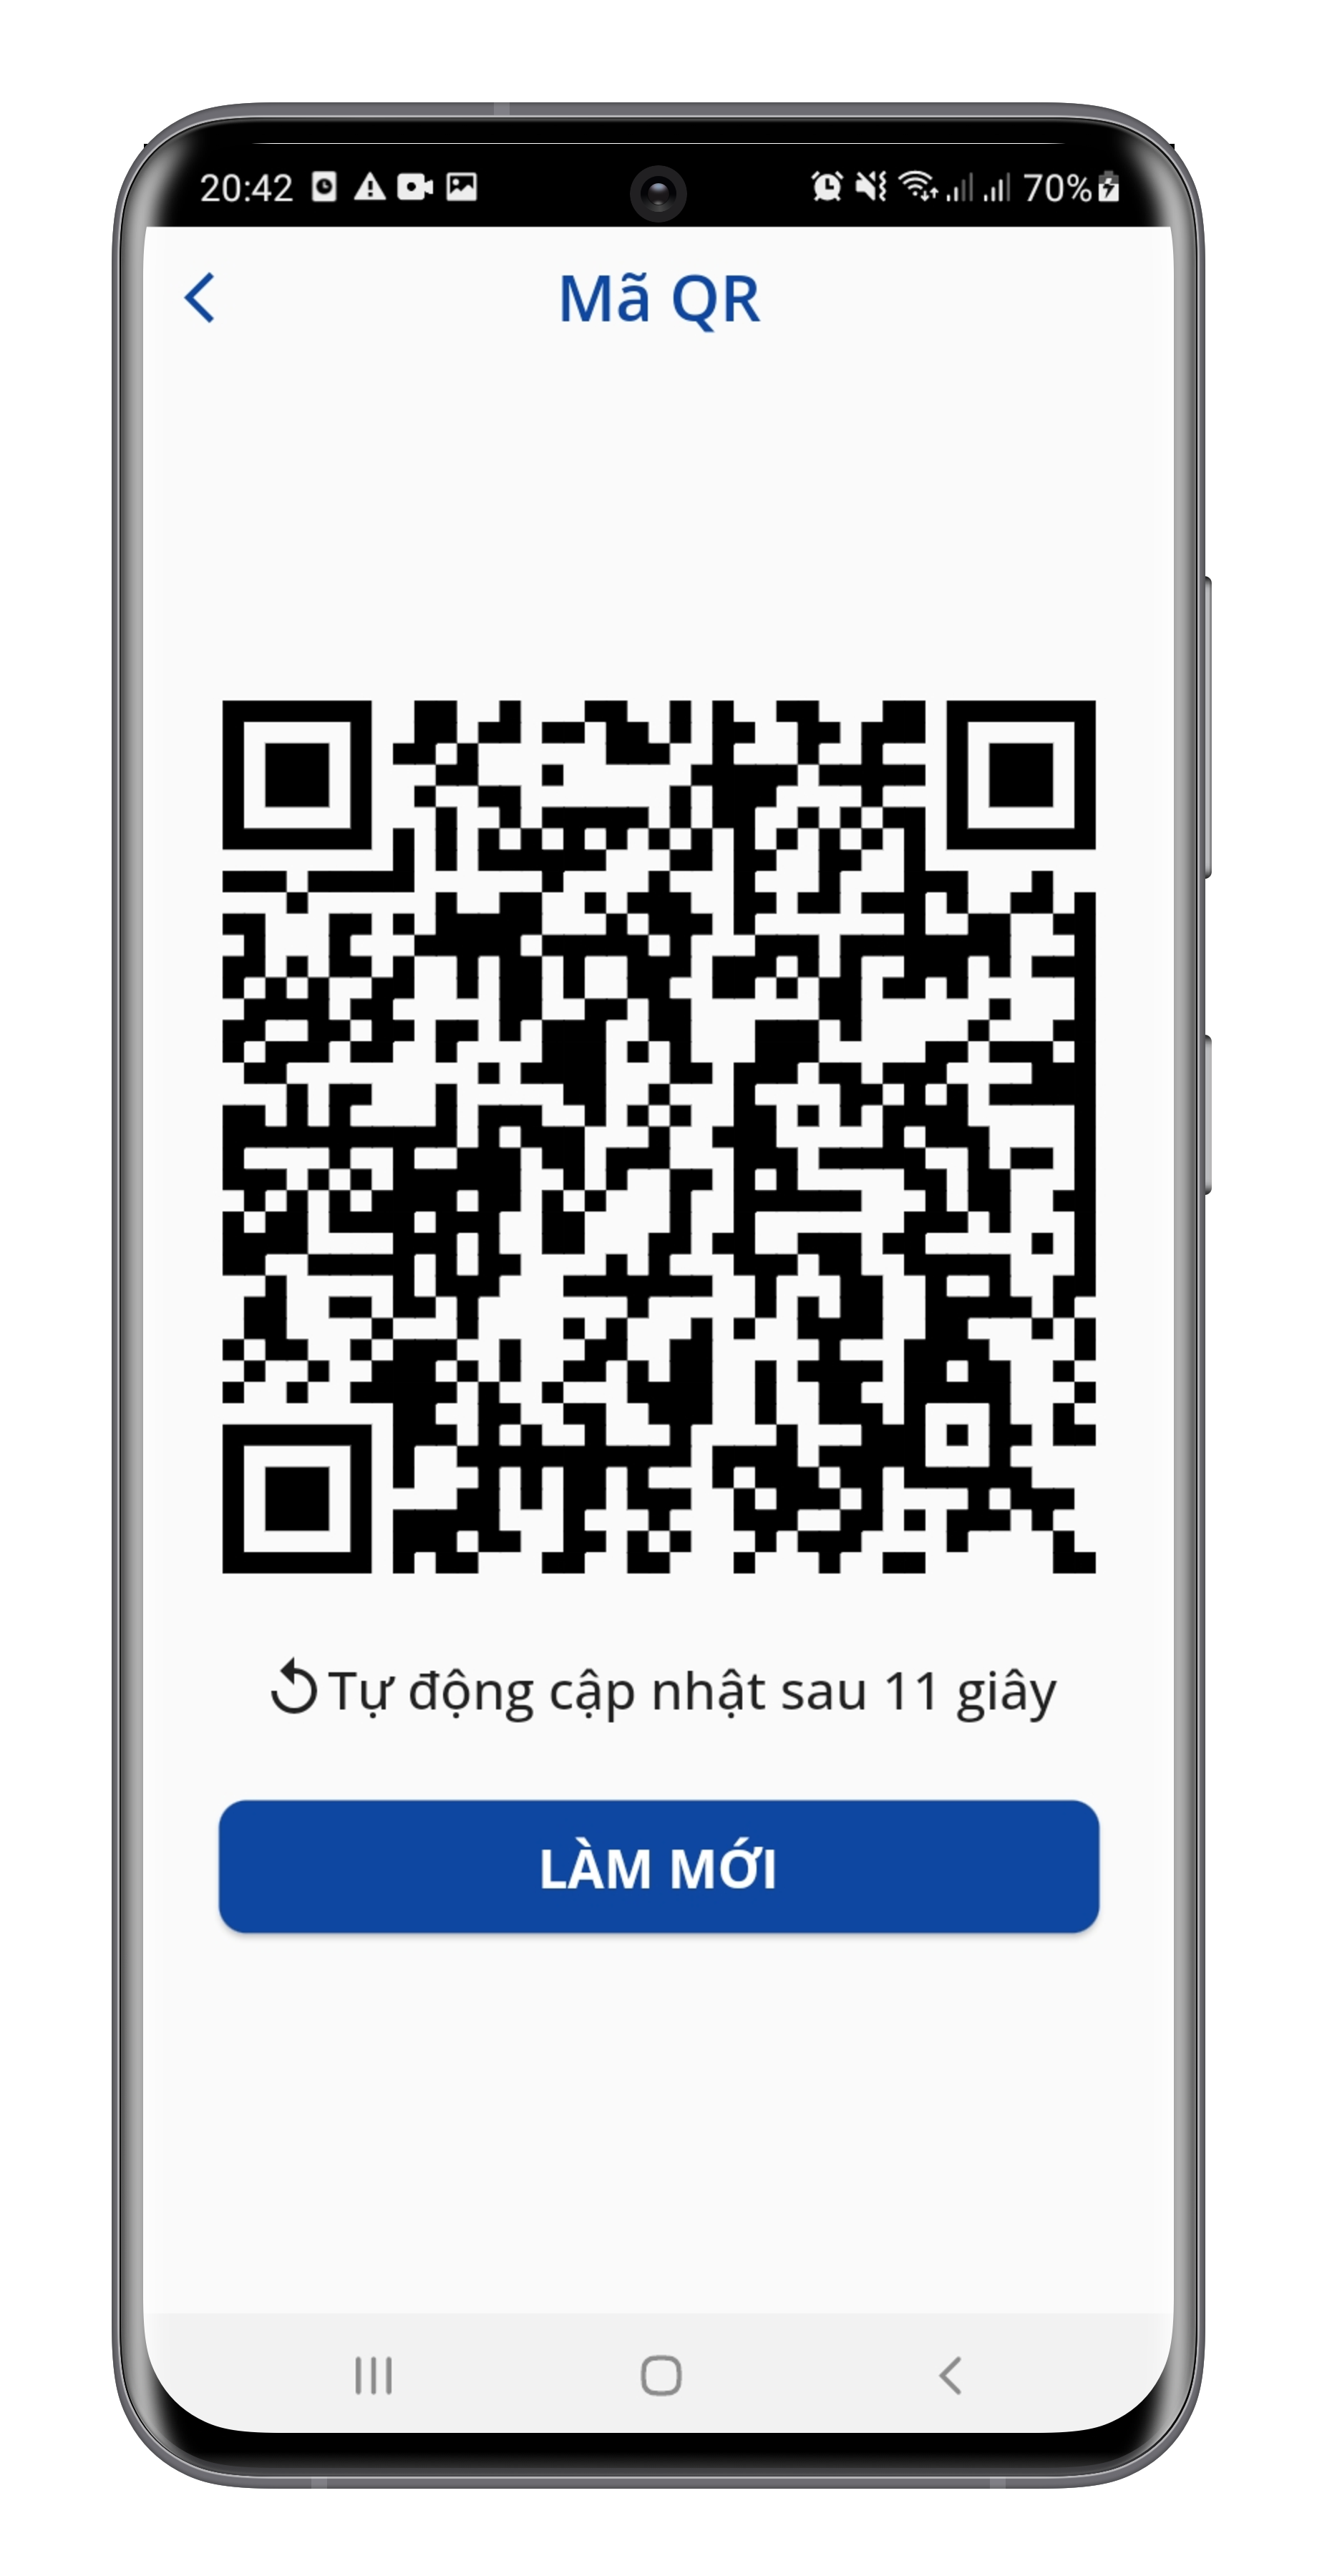 20:42
70%
Mã QR
Tự động cập nhật sau 11 giây
LÀM MỚI